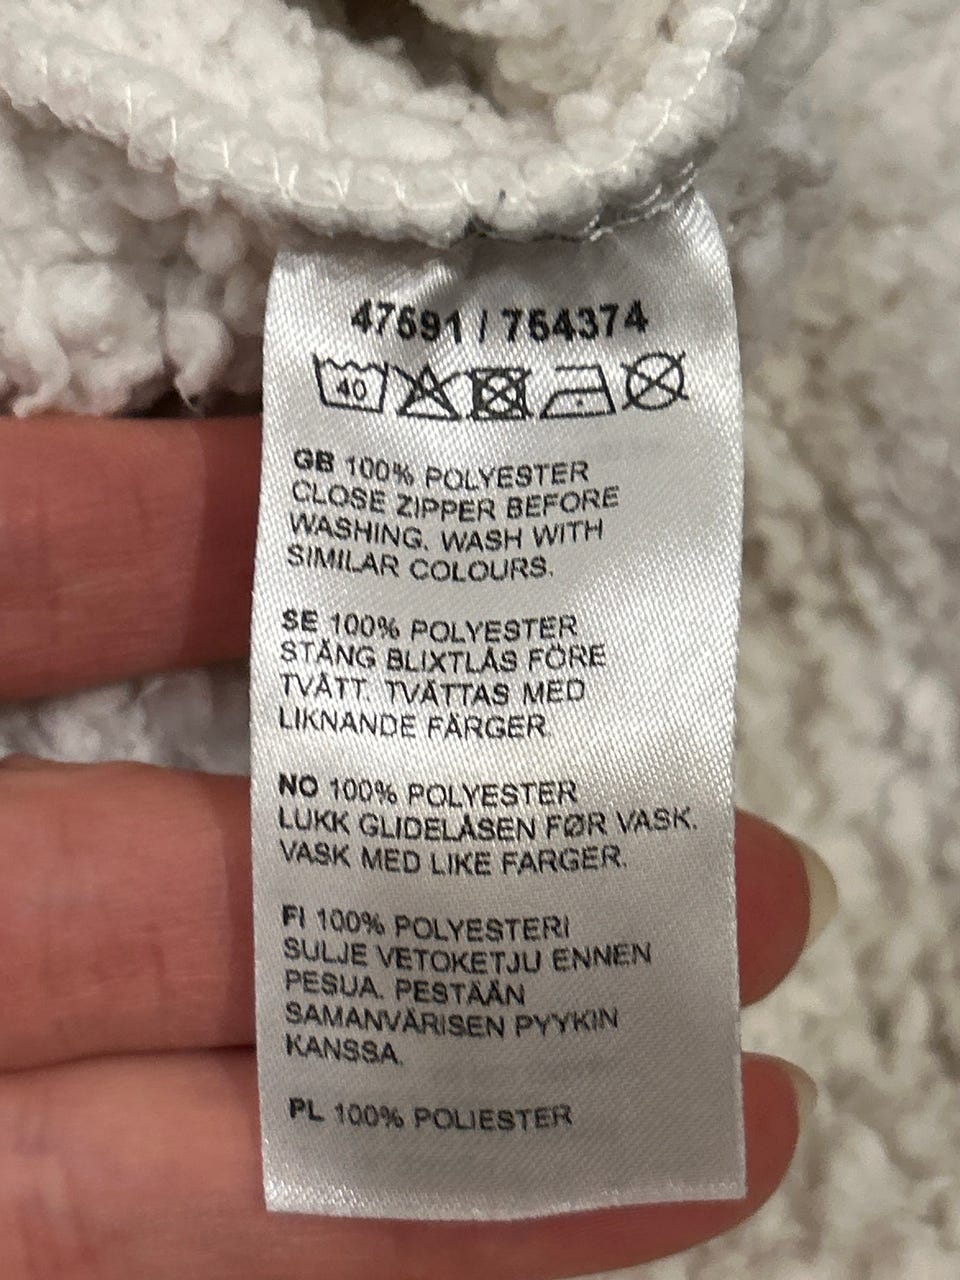 47691 / 764374
40
GB 100% POLYESTER
CLOSE ZIPPER BEFORE
WASHING. WASH WITH
SIMILAR COLOURS.
SE 100% POLYESTER
STÄNG BLIXTLÅS FÖRE
TVÄTT. TVÄTTAS MED
LIKNANDE FÄRGER.
NO 100% POLYESTER
LUKK GLIDELÅSEN FØR VASK.
VASK MED LIKE FARGER.
FI 100% POLYESTERI
SULJE VETOKETJU ENNEN
PESUA. PESTÄÄN
SAMANVÄRISEN PYYKIN
KANSSA.
PL 100% POLIESTER